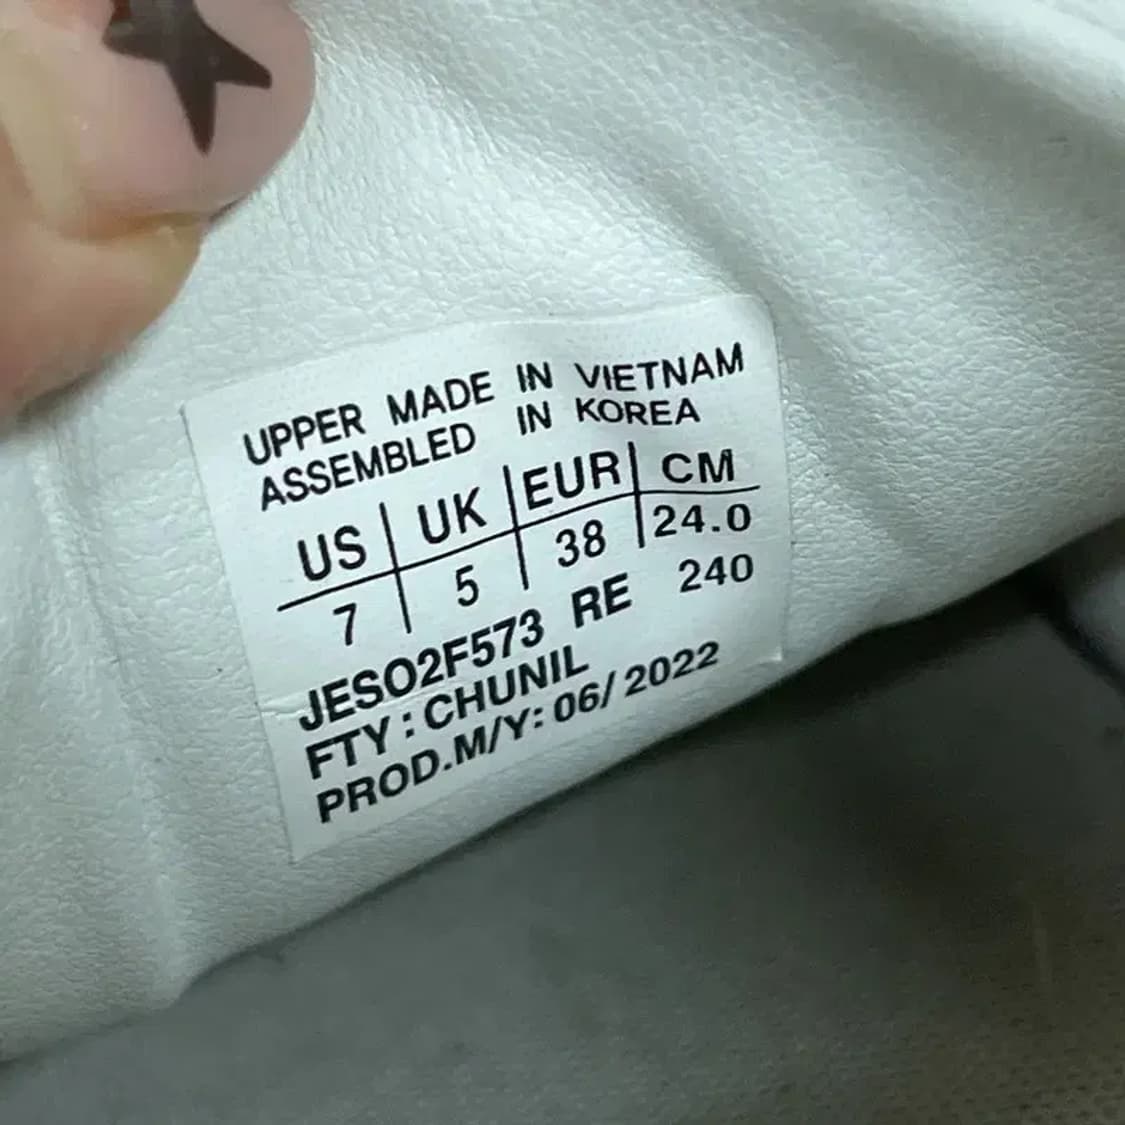 UPPER MADE IN VIETNAM
ASSEMBLED IN KOREA
US UK EUR CM
7 5 38 24.0
JESO2F573 RE 240
FTY : CHUNIL
PROD.M/Y: 06/2022